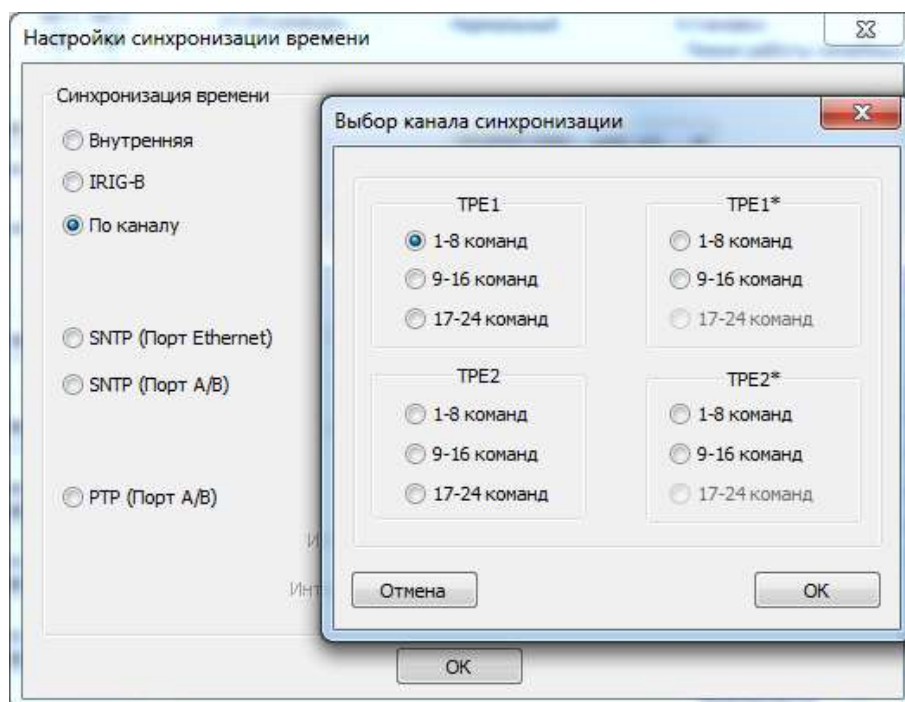 Настройки синхронизации времени
Синхронизация времени
Внутренняя
IRIG-B
По каналу
SNTP (Порт Ethernet)
SNTP (Порт A/B)
PTP (Порт A/B)
OK
Выбор канала синхронизации
TPE1
1-8 команд
9-16 команд
17-24 команд
TPE1*
1-8 команд
9-16 команд
17-24 команд
TPE2
1-8 команд
9-16 команд
17-24 команд
TPE2*
1-8 команд
9-16 команд
17-24 команд
Отмена
OK